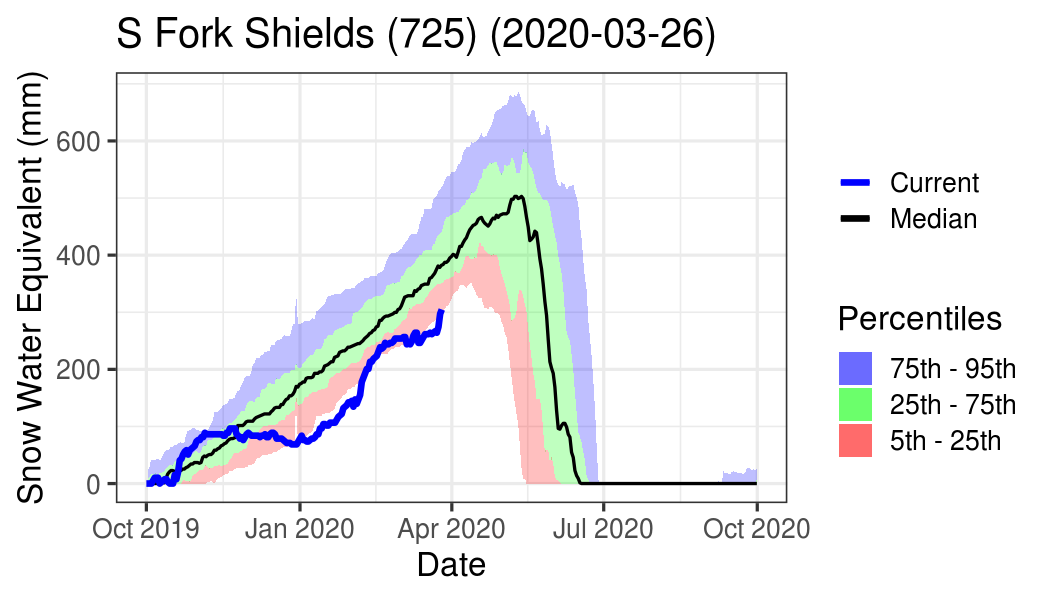 S Fork Shields (725) (2020-03-26)
Snow Water Equivalent (mm)
600
400
200
0
Oct 2019
Jan 2020
Apr 2020
Jul 2020
Oct 2020
Date
Current
Median
Percentiles
75th - 95th
25th - 75th
5th - 25th